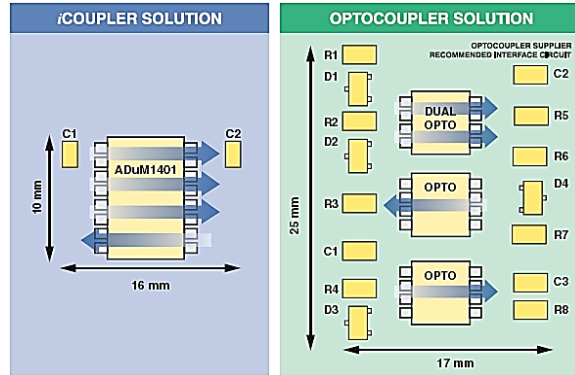 iCOUPLER SOLUTION
C1
C2
ADuM1401
10 mm
16 mm
OPTOCOUPLER SOLUTION
OPTOCOUPLER SUPPLIER
RECOMMENDED INTERFACE CIRCUIT
R1
D1
R2
D2
R3
C1
R4
D3
DUAL
OPTO
OPTO
OPTO
C2
R5
R6
D4
R7
C3
R8
25 mm
17 mm